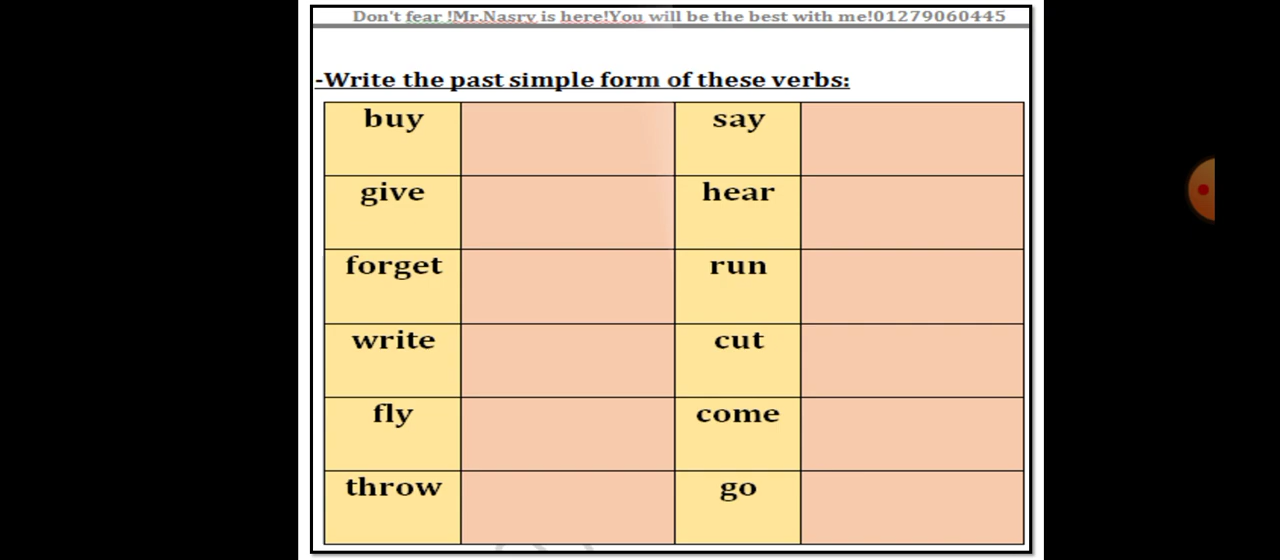 Don't fear !Mr.Nasry is here!You will be the best with me!01279060445
-Write the past simple form of these verbs:
buy say
give hear
forget run
write cut
fly come
throw go